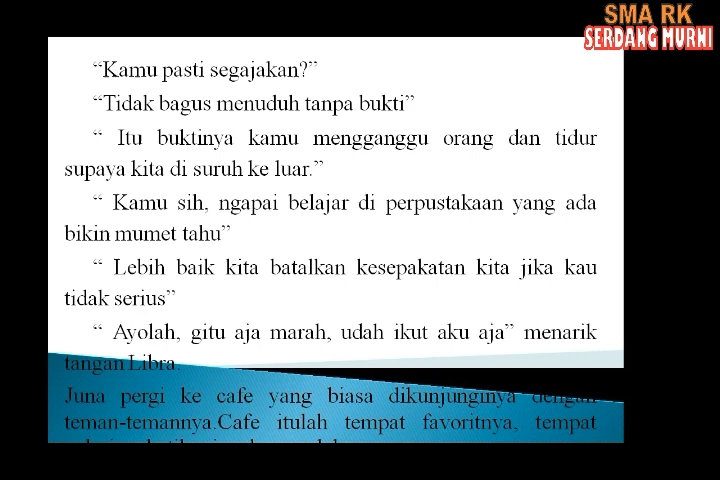 SMA RK
SERDANG MURNI
“Kamu pasti segajakan?”
“Tidak bagus menuduh tanpa bukti”
“ Itu buktinya kamu mengganggu orang dan tidur
supaya kita di suruh ke luar.”
“ Kamu sih, ngapai belajar di perpustakaan yang ada
bikin mumet tahu”
“ Lebih baik kita batalkan kesepakatan kita jika kau
tidak serius”
“ Ayolah, gitu aja marah, udah ikut aku aja” menarik
tangan Libra.
Juna pergi ke cafe yang biasa dikunjunginya dengan
teman-temannya.Cafe itulah tempat favoritnya, tempat